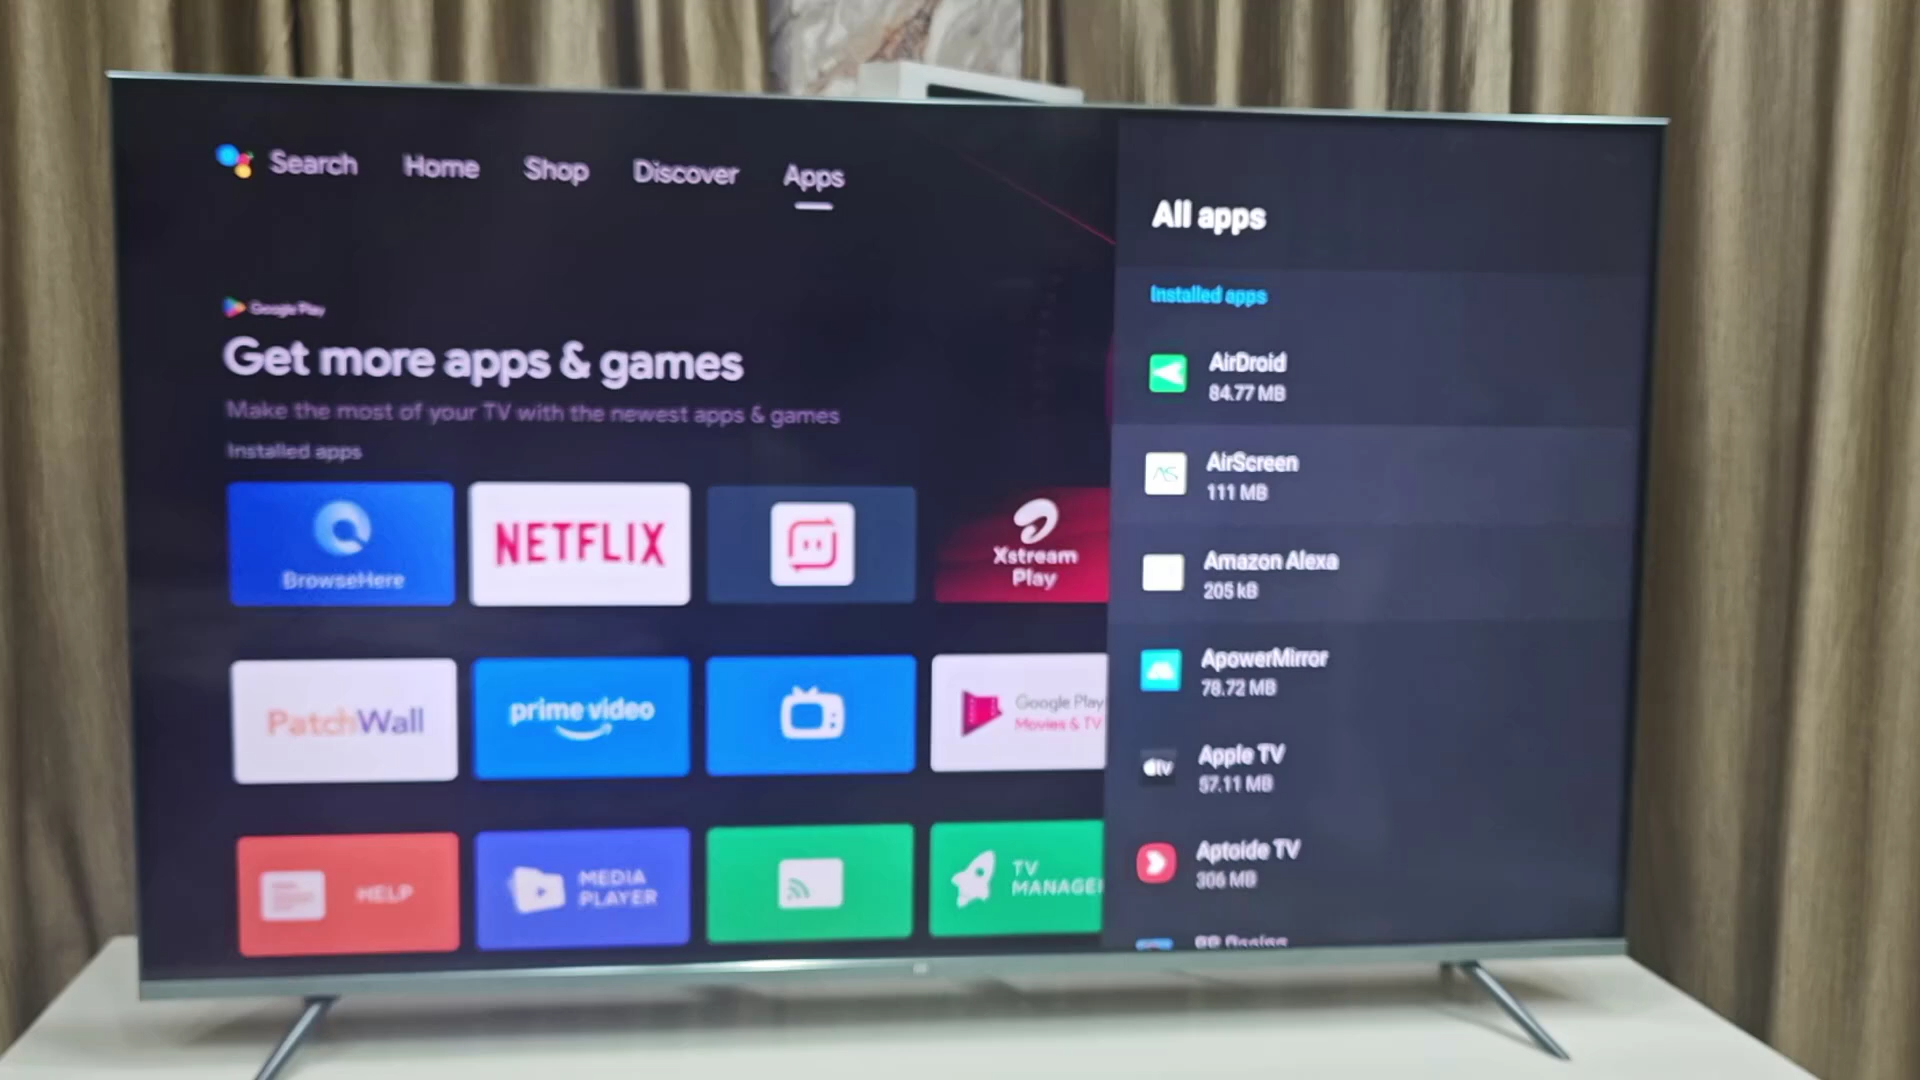 Search Home Shop Discover Apps
Google Play
Get more apps & games
Make the most of your TV with the newest apps & games
Installed apps
BrowseHere
NETFLIX
Xstream
Play
PatchWall
prime video
Google Play
Movies & TV
HELP
MEDIA
PLAYER
TV
MANAGE
All apps
Installed apps
AirDroid
84.77 MB
AirScreen
111 MB
Amazon Alexa
205 kB
ApowerMirror
78.72 MB
tv
Apple TV
57.11 MB
Aptoide TV
306 MB